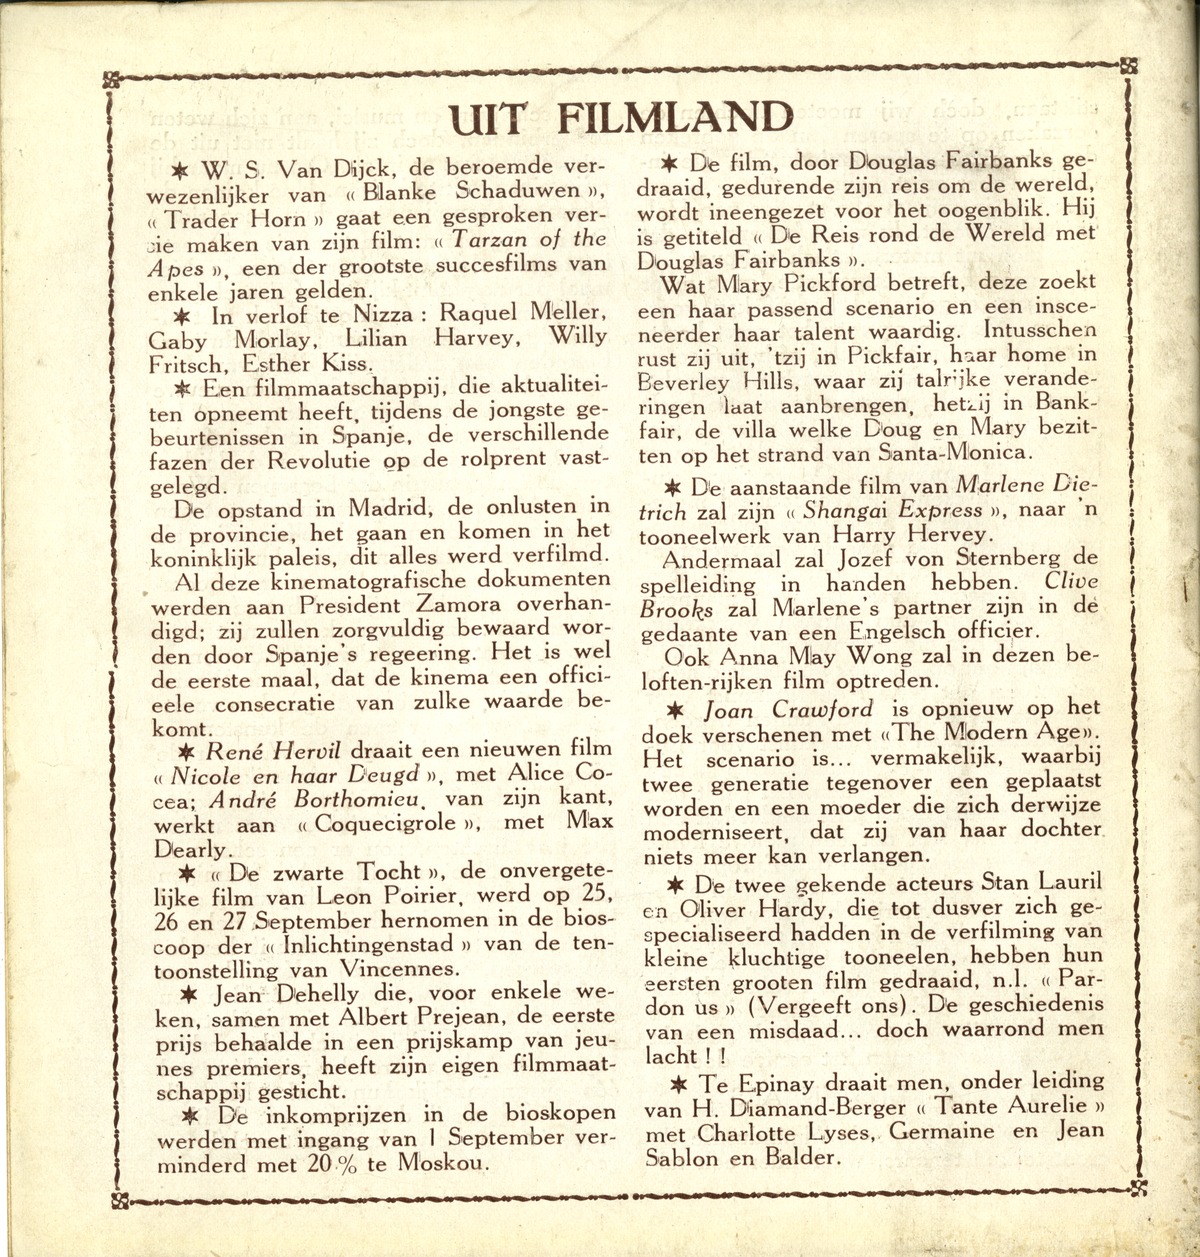 UIT FILMLAND
✶ W. S. Van Dijck, de beroemde ver-
wezenlijker van « Blanke Schaduwen »,
« Trader Horn » gaat een gesproken ver-
sie maken van zijn film: « Tarzan of the
Apes », een der grootste succesfilms van
enkele jaren gelden.
✶ In verlof te Nizza : Raquel Meller,
Gaby Morlay, Lilian Harvey, Willy
Fritsch, Esther Kiss.
✶ Een filmmaatschappij, die aktualitei-
ten opneemt heeft, tijdens de jongste ge-
beurtenissen in Spanje, de verschillende
fazen der Revolutie op de rolprent vast-
gelegd.
De opstand in Madrid, de onlusten in
de provincie, het gaan en komen in het
koninklijk paleis, dit alles werd verfilmd.
Al deze kinematografische dokumenten
werden aan President Zamora overhan-
digd; zij zullen zorgvuldig bewaard wor-
den door Spanje's regeering. Het is wel
de eerste maal, dat de kinema een offici-
eele consecratie van zulke waarde be-
komt.
✶ René Hervil draait een nieuwen film
« Nicole en haar Deugd », met Alice Co-
cea; André Borthomieu, van zijn kant,
werkt aan « Coquecigrole », met Max
Dearly.
✶ « De zwarte Tocht », de onvergete-
lijke film van Leon Poirier, werd op 25,
26 en 27 September hernomen in de bios-
coop der « Inlichtingenstad » van de ten-
toonstelling van Vincennes.
✶ Jean Dehelly die, voor enkele we-
ken, samen met Albert Prejean, de eerste
prijs behaalde in een prijskamp van jeu-
nes premiers, heeft zijn eigen filmmaat-
schappij gesticht.
✶ De inkomprijzen in de bioskopen
werden met ingang van 1 September ver-
minderd met 20 % te Moskou.
✶ De film, door Douglas Fairbanks ge-
draaid, gedurende zijn reis om de wereld,
wordt ineengezet voor het oogenblik. Hij
is getiteld « De Reis rond de Wereld met
Douglas Fairbanks ».
Wat Mary Pickford betreft, deze zoekt
een haar passend scenario en een insce-
neerder haar talent waardig. Intusschen
rust zij uit, 'tzij in Pickfair, haar home in
Beverley Hills, waar zij talrijke verande-
ringen laat aanbrengen, hetzij in Bank-
fair, de villa welke Doug en Mary bezit-
ten op het strand van Santa-Monica.
✶ De aanstaande film van Marlene Die-
trich zal zijn « Shangai Express », naar 'n
tooneelwerk van Harry Hervey.
Andermaal zal Jozef von Sternberg de
spelleiding in handen hebben. Clive
Brooks zal Marlene's partner zijn in de
gedaante van een Engelsch officier.
Ook Anna May Wong zal in dezen be-
loften-rijken film optreden.
✶ Joan Crawford is opnieuw op het
doek verschenen met «The Modern Age».
Het scenario is... vermakelijk, waarbij
twee generatie tegenover een geplaatst
worden en een moeder die zich derwijze
moderniseert, dat zij van haar dochter
niets meer kan verlangen.
✶ De twee gekende acteurs Stan Lauril
en Oliver Hardy, die tot dusver zich ge-
specialiseerd hadden in de verfilming van
kleine kluchtige tooneelen, hebben hun
eersten grooten film gedraaid, n.l. « Par-
don us » (Vergeeft ons). De geschiedenis
van een misdaad... doch waarrond men
lacht ! !
✶ Te Epinay draait men, onder leiding
van H. Diamand-Berger « Tante Aurelie »
met Charlotte Lyses, Germaine en Jean
Sablon en Balder.